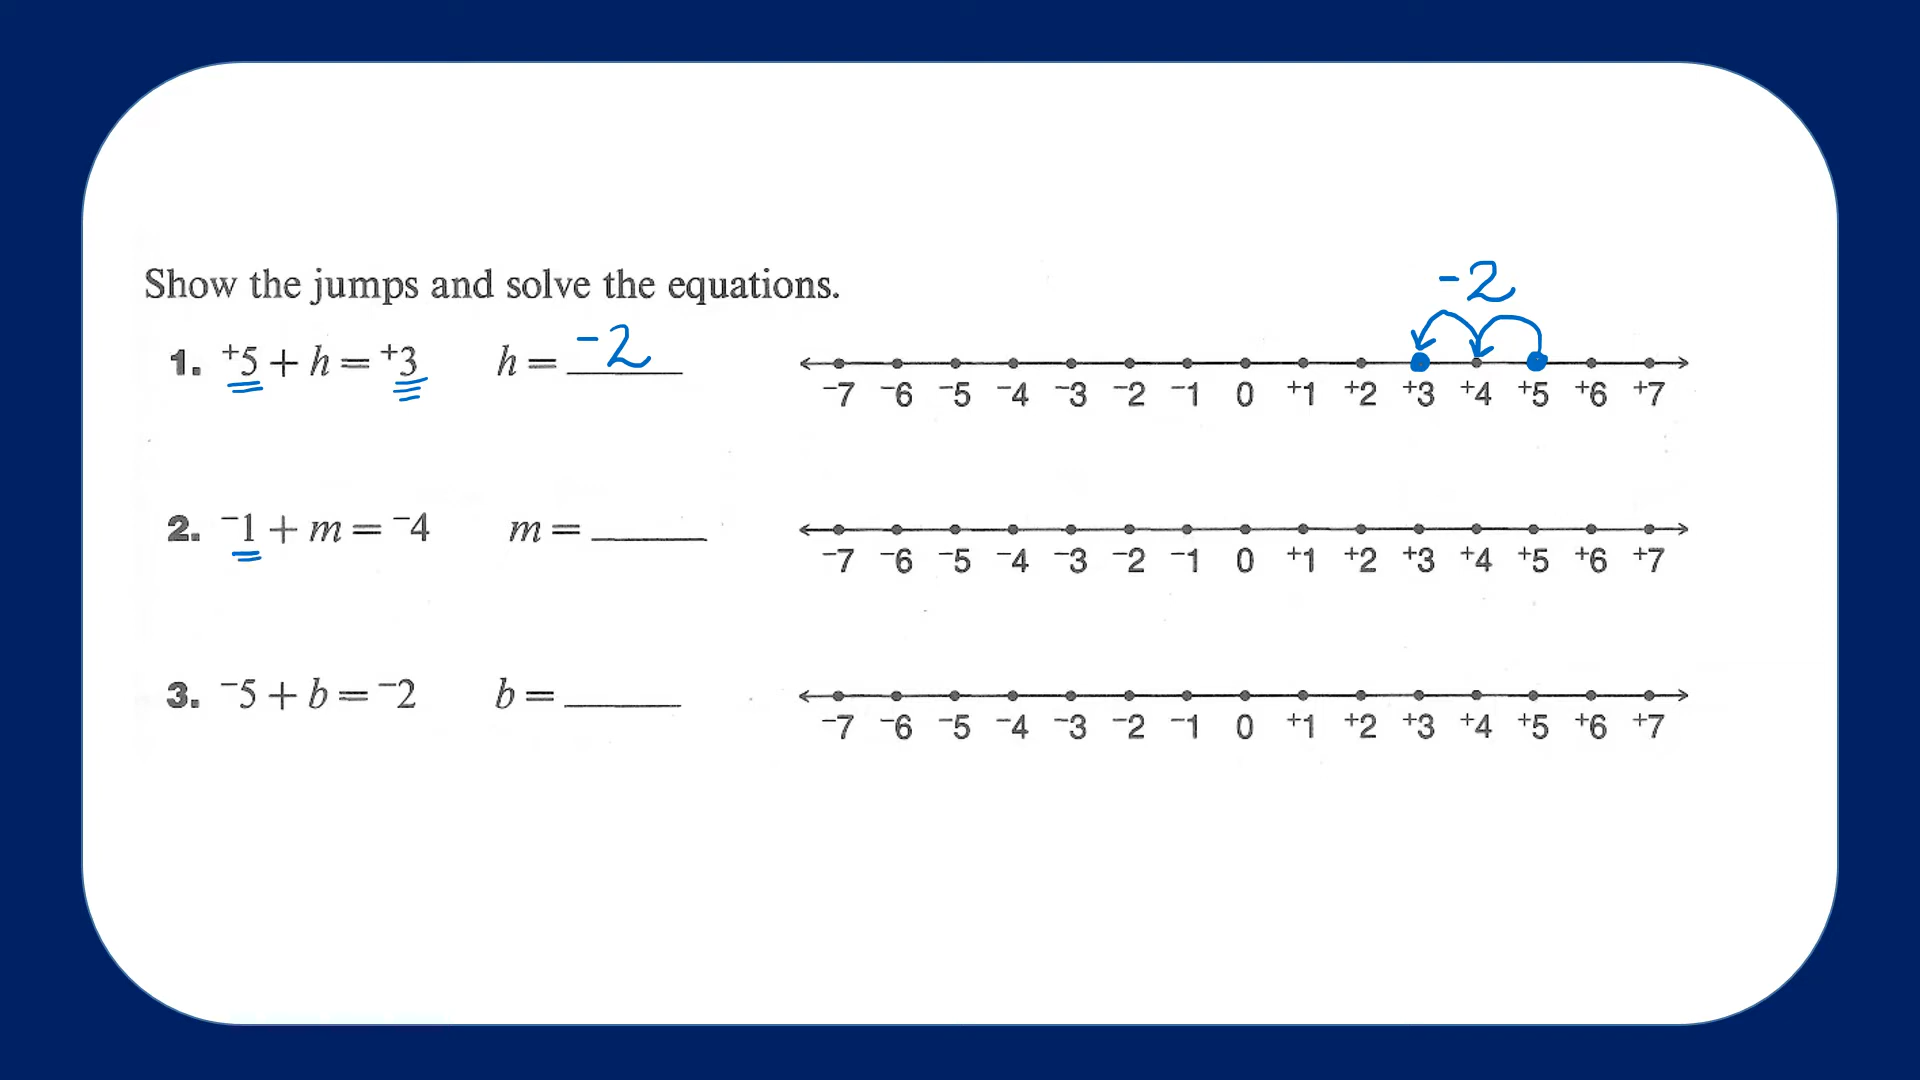 Show the jumps and solve the equations.
-2
1. ⁺5 + h = ⁺3 h = -2
⁻7 ⁻6 ⁻5 ⁻4 ⁻3 ⁻2 ⁻1 0 ⁺1 ⁺2 ⁺3 ⁺4 ⁺5 ⁺6 ⁺7
2. ⁻1 + m = ⁻4 m = ______
⁻7 ⁻6 ⁻5 ⁻4 ⁻3 ⁻2 ⁻1 0 ⁺1 ⁺2 ⁺3 ⁺4 ⁺5 ⁺6 ⁺7
3. ⁻5 + b = ⁻2 b = ______
⁻7 ⁻6 ⁻5 ⁻4 ⁻3 ⁻2 ⁻1 0 ⁺1 ⁺2 ⁺3 ⁺4 ⁺5 ⁺6 ⁺7